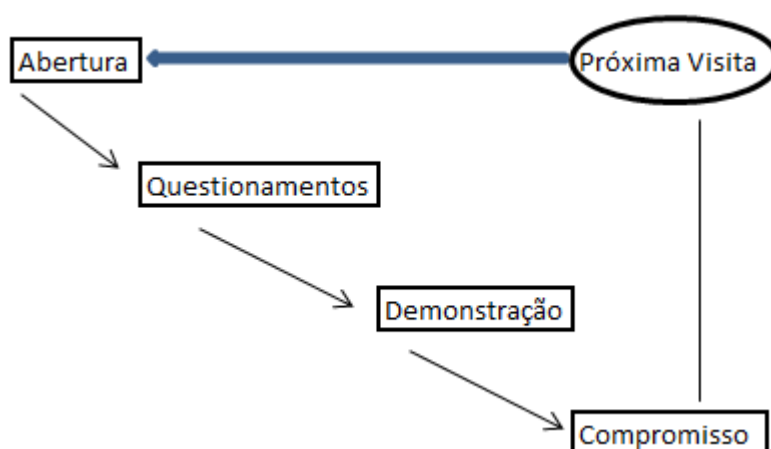 Abertura
Próxima Visita
Questionamentos
Demonstração
Compromisso